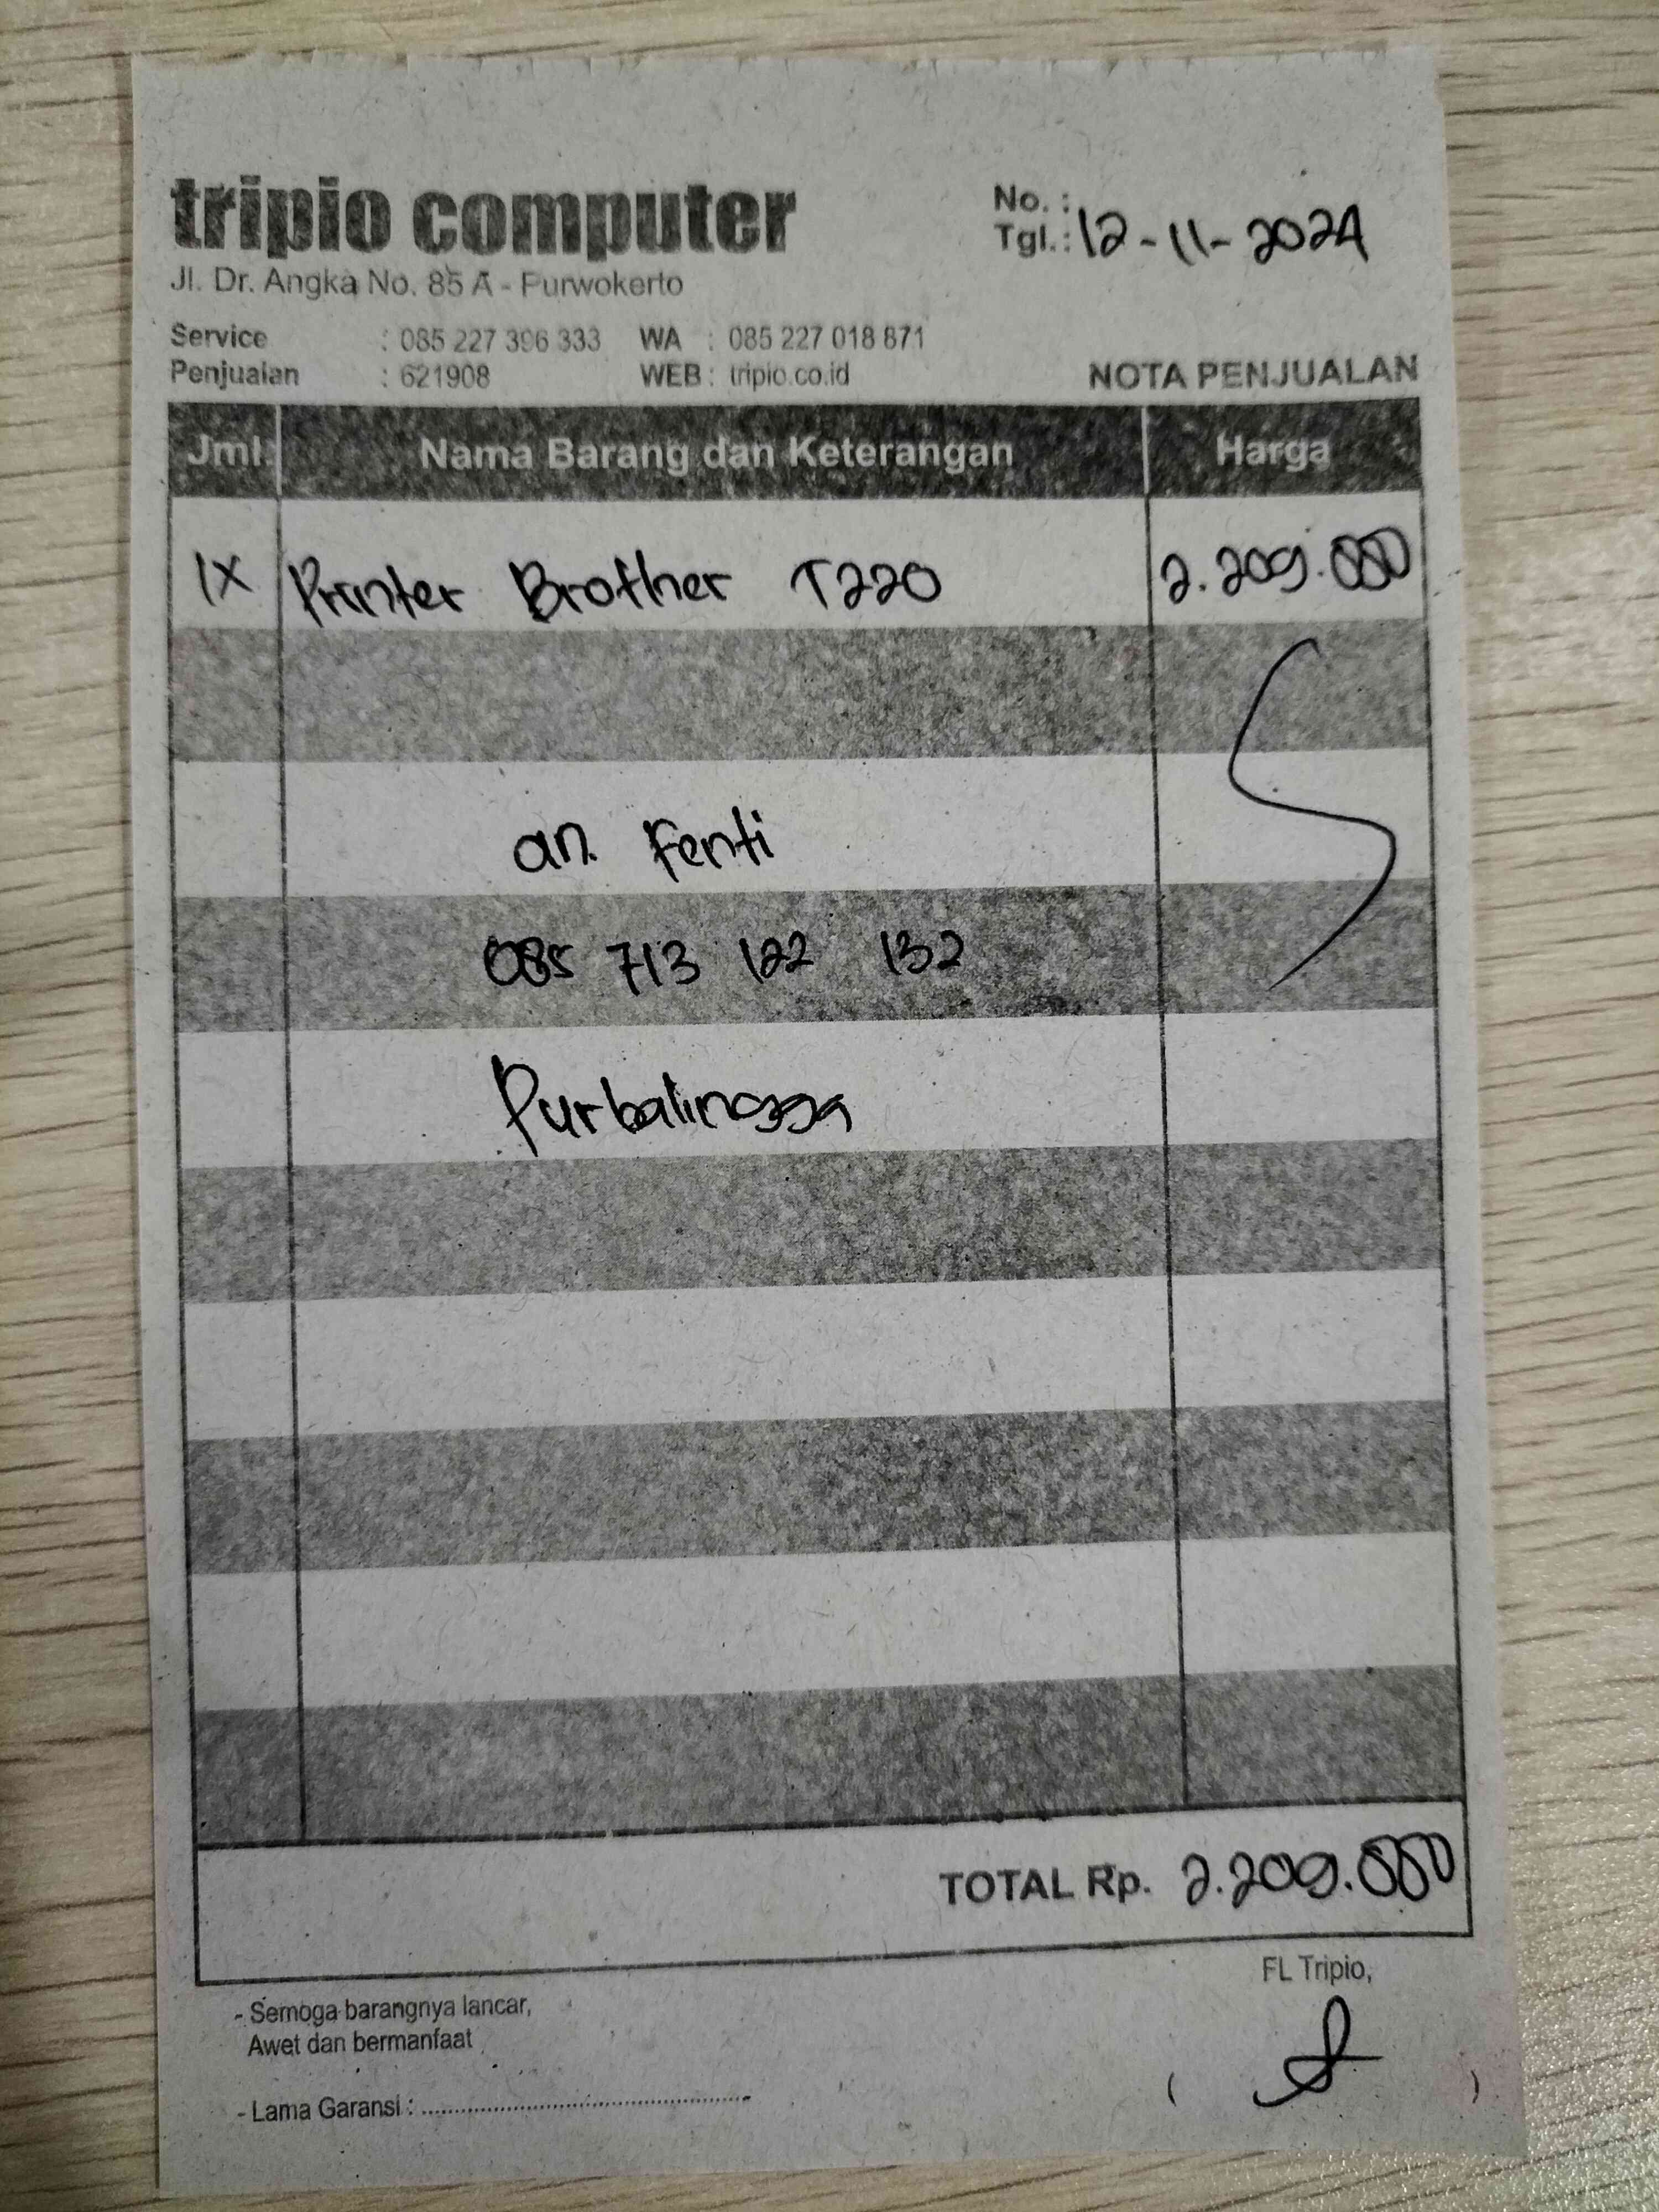 tripio computer
No. :
Tgl. : 12-11-2024
Jl. Dr. Angka No. 85 A - Purwokerto
Service : 085 227 396 333 WA : 085 227 018 871
Penjualan : 621908 WEB : tripio.co.id
NOTA PENJUALAN
Jml. Nama Barang dan Keterangan Harga
1X Printer Brother T220 2.209.000
an. Fenti
085 713 122 132
Purbalingga
TOTAL Rp. 2.209.000
FL Tripio,
- Semoga barangnya lancar,
Awet dan bermanfaat
- Lama Garansi : ..............................................
( )